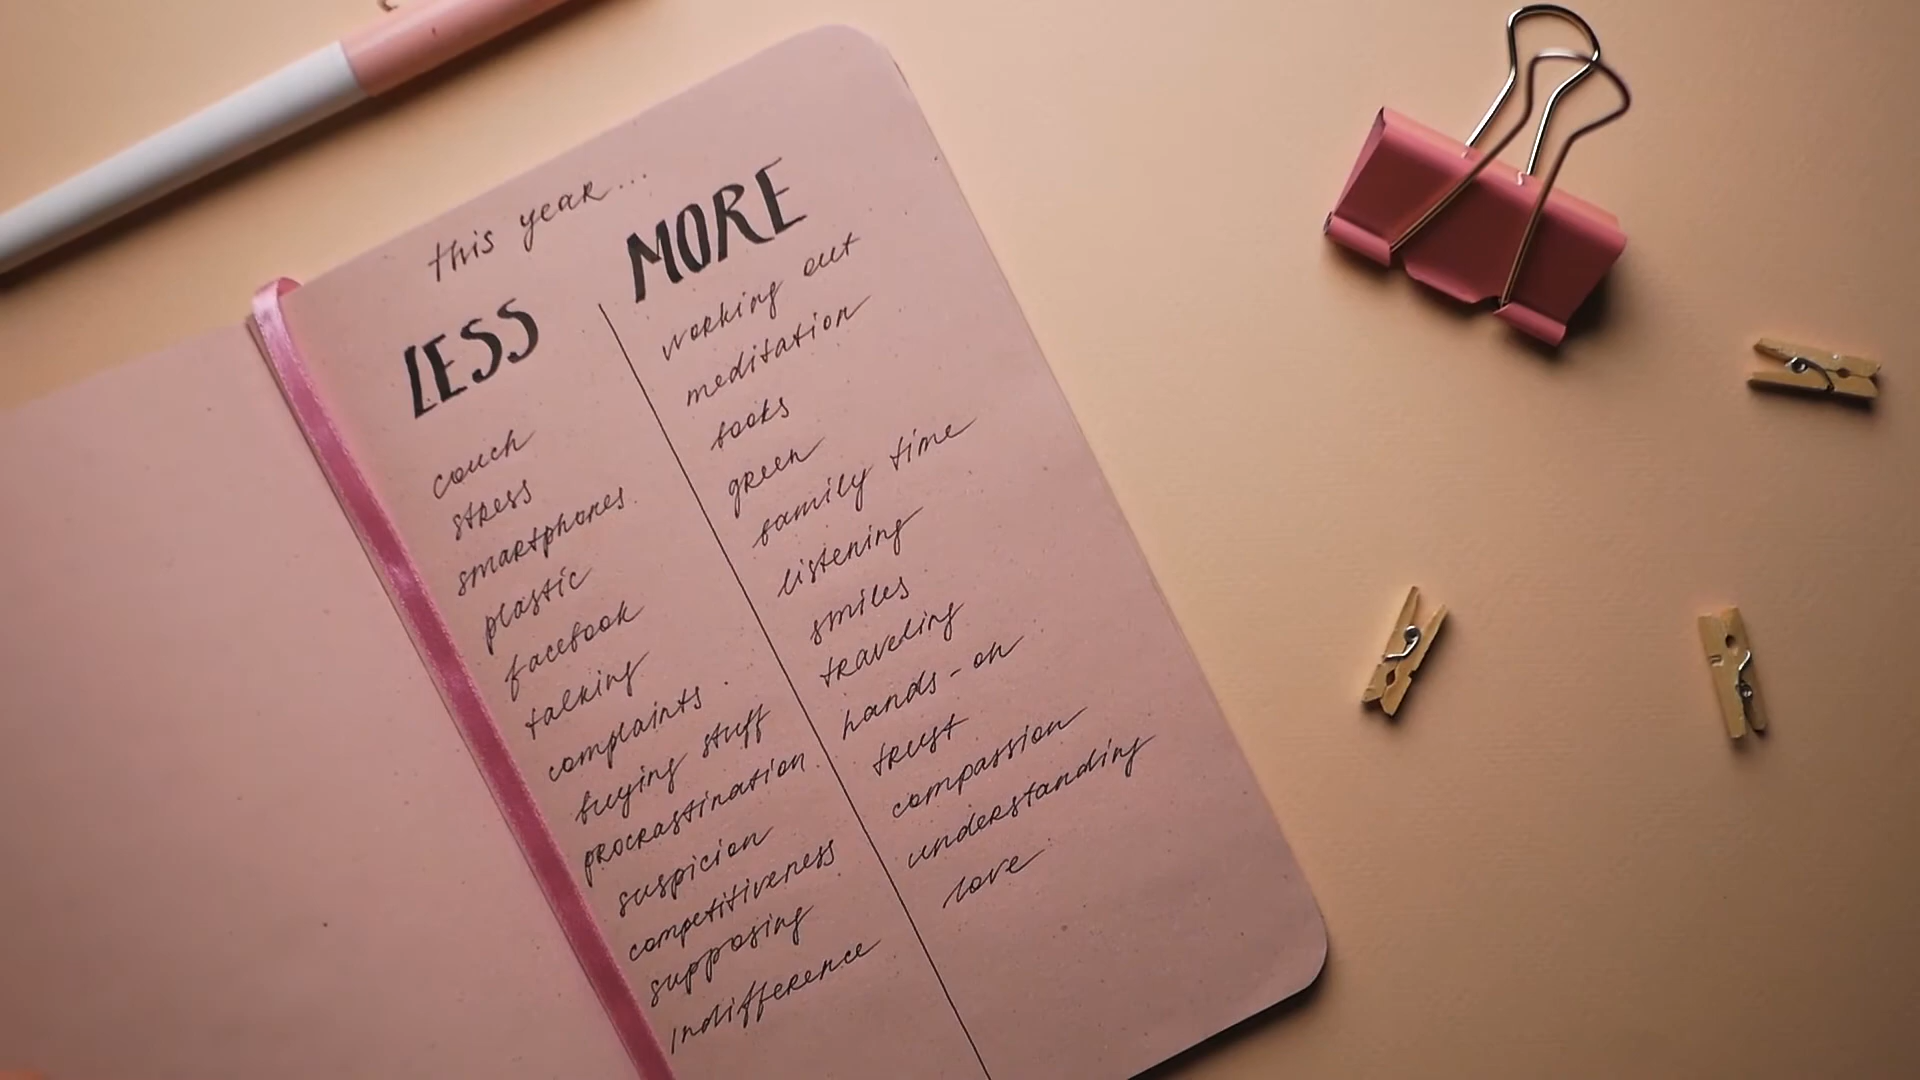 this year...
LESS
couch
stress
smartphones
plastic
facebook
talking
complaints
buying stuff
procrastination
suspicion
competitiveness
supposing
Indifference
MORE
working out
meditation
books
green
family time
listening
smiles
traveling
hands-on
trust
compassion
understanding
love